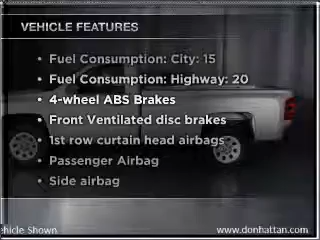 VEHICLE FEATURES
• Fuel Consumption: City: 15
• Fuel Consumption: Highway: 20
• 4-wheel ABS Brakes
• Front Ventilated disc brakes
• 1st row curtain head airbags
• Passenger Airbag
• Side airbag
ehicle Shown
www.donhattan.com